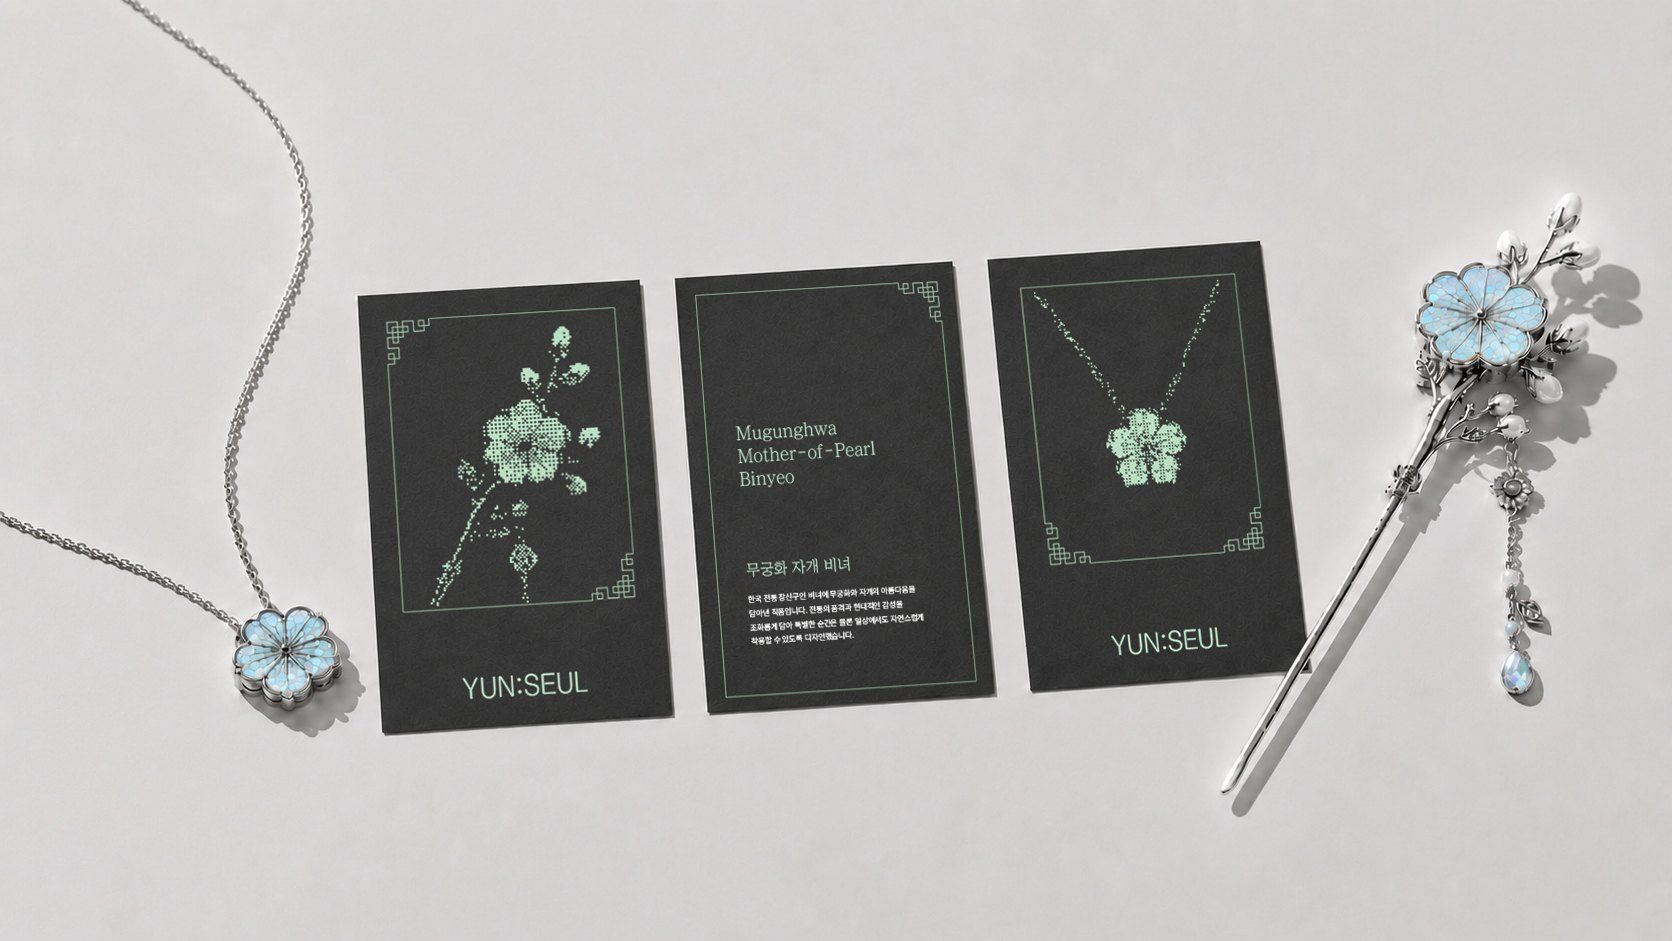 YUN:SEUL
Mugunghwa
Mother-of-Pearl
Binyeo
무궁화 자개 비녀
한국 전통 장신구인 비녀에 무궁화와 자개의 아름다움을
담아낸 작품입니다. 전통의 품격과 현대적인 감성을
조화롭게 담아 특별한 순간은 물론 일상에서도 자연스럽게
착용할 수 있도록 디자인했습니다.
YUN:SEUL